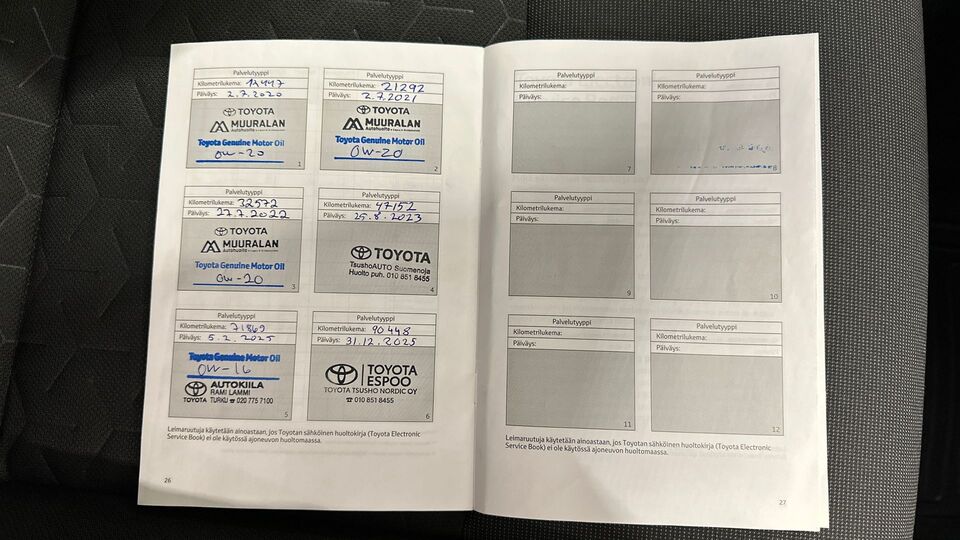 Palvelutyyppi
Kilometrilukema: 12447
Päiväys: 2.7.2020
TOYOTA
MUURALAN
Autohuolto
Toyota Genuine Motor Oil
0W-20
1
Palvelutyyppi
Kilometrilukema: 21292
Päiväys: 2.7.2021
TOYOTA
MUURALAN
Autohuolto
Toyota Genuine Motor Oil
0W-20
2
Palvelutyyppi
Kilometrilukema: 32572
Päiväys: 27.7.2022
TOYOTA
MUURALAN
Autohuolto
Toyota Genuine Motor Oil
0W-20
3
Palvelutyyppi
Kilometrilukema: 47152
Päiväys: 25.8.2023
TOYOTA
TsushoAUTO Suomenoja
Huolto puh. 010 851 8455
4
Palvelutyyppi
Kilometrilukema: 71869
Päiväys: 5.2.2025
Toyota Genuine Motor Oil
0W-16
AUTOKIILA
RAMI LAMMI
TOYOTA TURKU ☎ 020 775 7100
5
Palvelutyyppi
Kilometrilukema: 90448
Päiväys: 31.12.2025
TOYOTA
ESPOO
TOYOTA TSUSHO NORDIC OY
☎ 010 851 8455
6
Leimaruutuja käytetään ainoastaan, jos Toyotan sähköinen huoltokirja (Toyota Electronic
Service Book) ei ole käytössä ajoneuvon huoltomaassa.
26
Palvelutyyppi
Kilometrilukema:
Päiväys:
7
Palvelutyyppi
Kilometrilukema:
Päiväys:
8
Palvelutyyppi
Kilometrilukema:
Päiväys:
9
Palvelutyyppi
Kilometrilukema:
Päiväys:
10
Palvelutyyppi
Kilometrilukema:
Päiväys:
11
Palvelutyyppi
Kilometrilukema:
Päiväys:
12
Leimaruutuja käytetään ainoastaan, jos Toyotan sähköinen huoltokirja (Toyota Electronic
Service Book) ei ole käytössä ajoneuvon huoltomaassa.
27